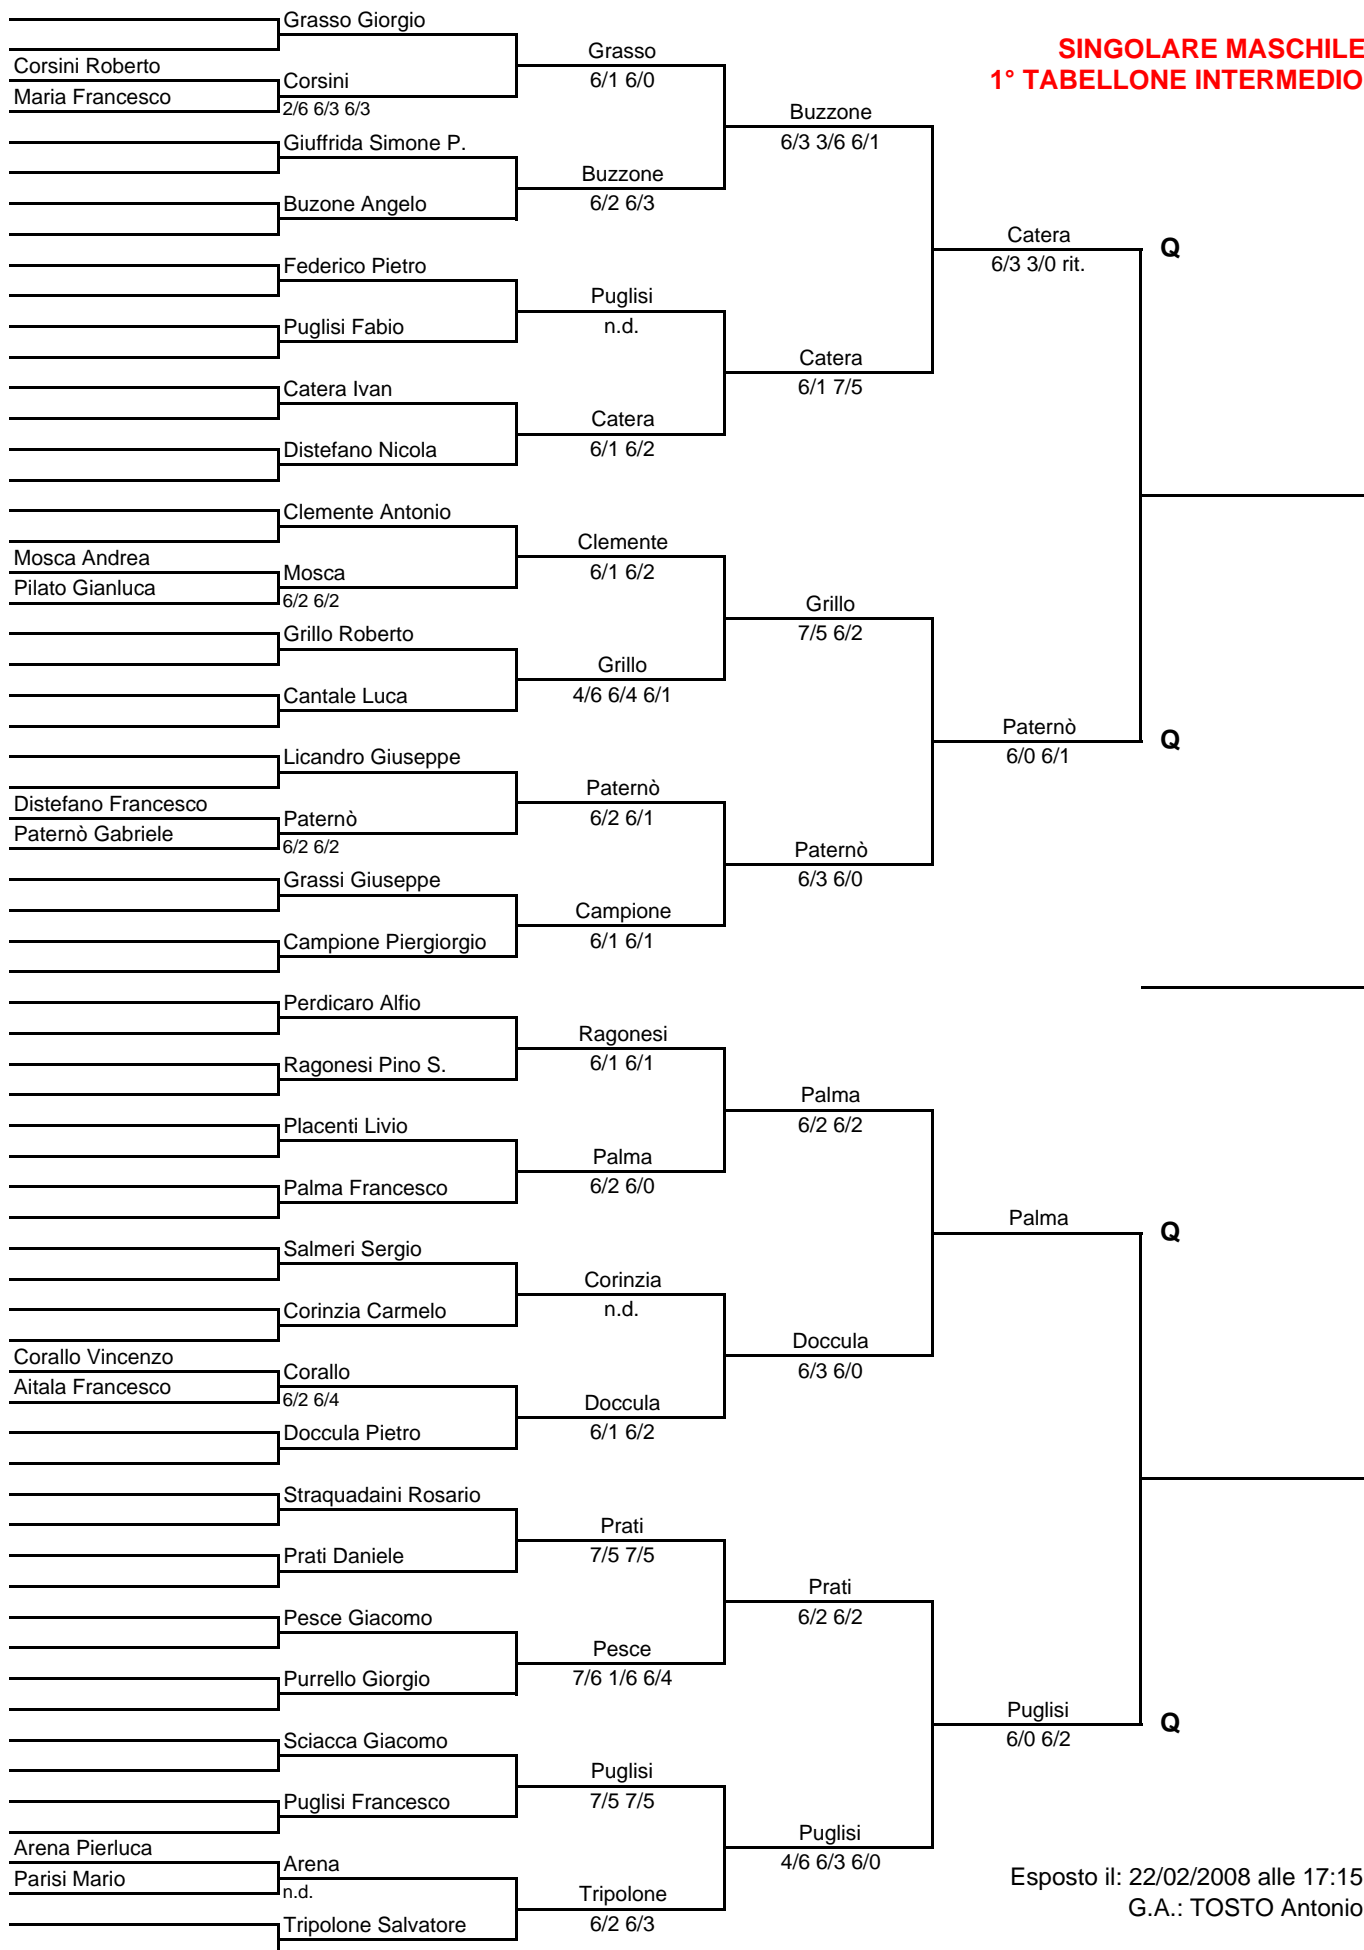 SINGOLARE MASCHILE
1° TABELLONE INTERMEDIO
Corsini Roberto
Maria Francesco
Mosca Andrea
Pilato Gianluca
Distefano Francesco
Paternò Gabriele
Corallo Vincenzo
Aitala Francesco
Arena Pierluca
Parisi Mario
Grasso Giorgio
Corsini
2/6 6/3 6/3
Giuffrida Simone P.
Buzone Angelo
Federico Pietro
Puglisi Fabio
Catera Ivan
Distefano Nicola
Clemente Antonio
Mosca
6/2 6/2
Grillo Roberto
Cantale Luca
Licandro Giuseppe
Paternò
6/2 6/2
Grassi Giuseppe
Campione Piergiorgio
Perdicaro Alfio
Ragonesi Pino S.
Placenti Livio
Palma Francesco
Salmeri Sergio
Corinzia Carmelo
Corallo
6/2 6/4
Doccula Pietro
Straquadaini Rosario
Prati Daniele
Pesce Giacomo
Purrello Giorgio
Sciacca Giacomo
Puglisi Francesco
Arena
n.d.
Tripolone Salvatore
Grasso
6/1 6/0
Buzzone
6/2 6/3
Puglisi
n.d.
Catera
6/1 6/2
Clemente
6/1 6/2
Grillo
4/6 6/4 6/1
Paternò
6/2 6/1
Campione
6/1 6/1
Ragonesi
6/1 6/1
Palma
6/2 6/0
Corinzia
n.d.
Doccula
6/1 6/2
Prati
7/5 7/5
Pesce
7/6 1/6 6/4
Puglisi
7/5 7/5
Tripolone
6/2 6/3
Buzzone
6/3 3/6 6/1
Catera
6/1 7/5
Grillo
7/5 6/2
Paternò
6/3 6/0
Palma
6/2 6/2
Doccula
6/3 6/0
Prati
6/2 6/2
Puglisi
4/6 6/3 6/0
Catera
6/3 3/0 rit.
Paternò
6/0 6/1
Palma
Puglisi
6/0 6/2
Q
Q
Q
Q
Esposto il: 22/02/2008 alle 17:15
G.A.: TOSTO Antonio